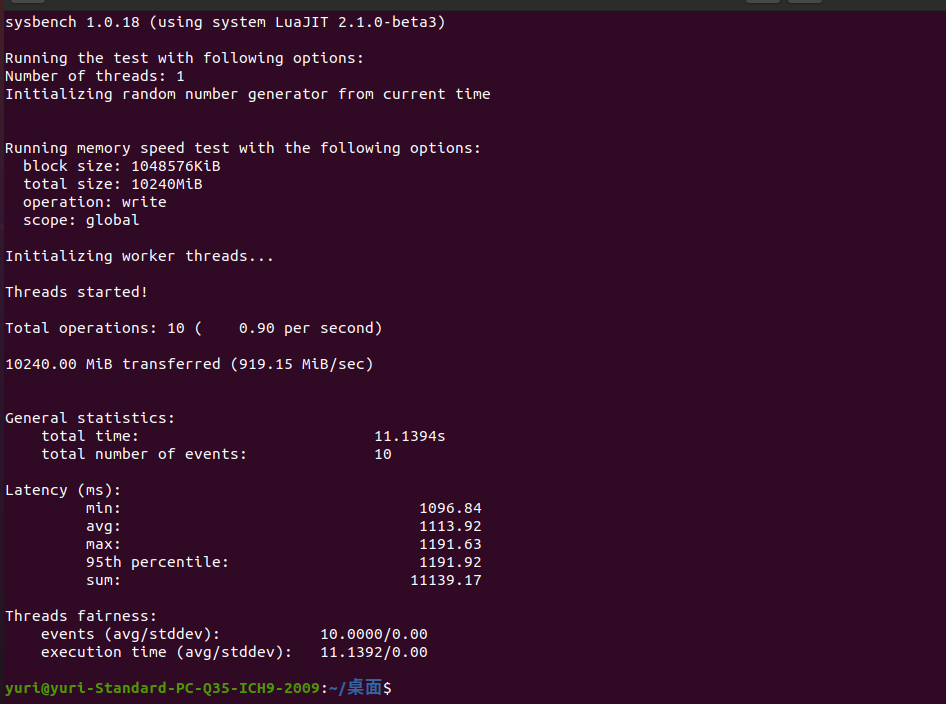 sysbench 1.0.18 (using system LuaJIT 2.1.0-beta3)
Running the test with following options:
Number of threads: 1
Initializing random number generator from current time
Running memory speed test with the following options:
block size: 1048576KiB
total size: 10240MiB
operation: write
scope: global
Initializing worker threads...
Threads started!
Total operations: 10 (    0.90 per second)
10240.00 MiB transferred (919.15 MiB/sec)
General statistics:
total time:                          11.1394s
total number of events:              10
Latency (ms):
min:                                 1096.84
avg:                                 1113.92
max:                                 1191.63
95th percentile:                     1191.92
sum:                                11139.17
Threads fairness:
events (avg/stddev):           10.0000/0.00
execution time (avg/stddev):   11.1392/0.00
yuri@yuri-Standard-PC-Q35-ICH9-2009:~/桌面$